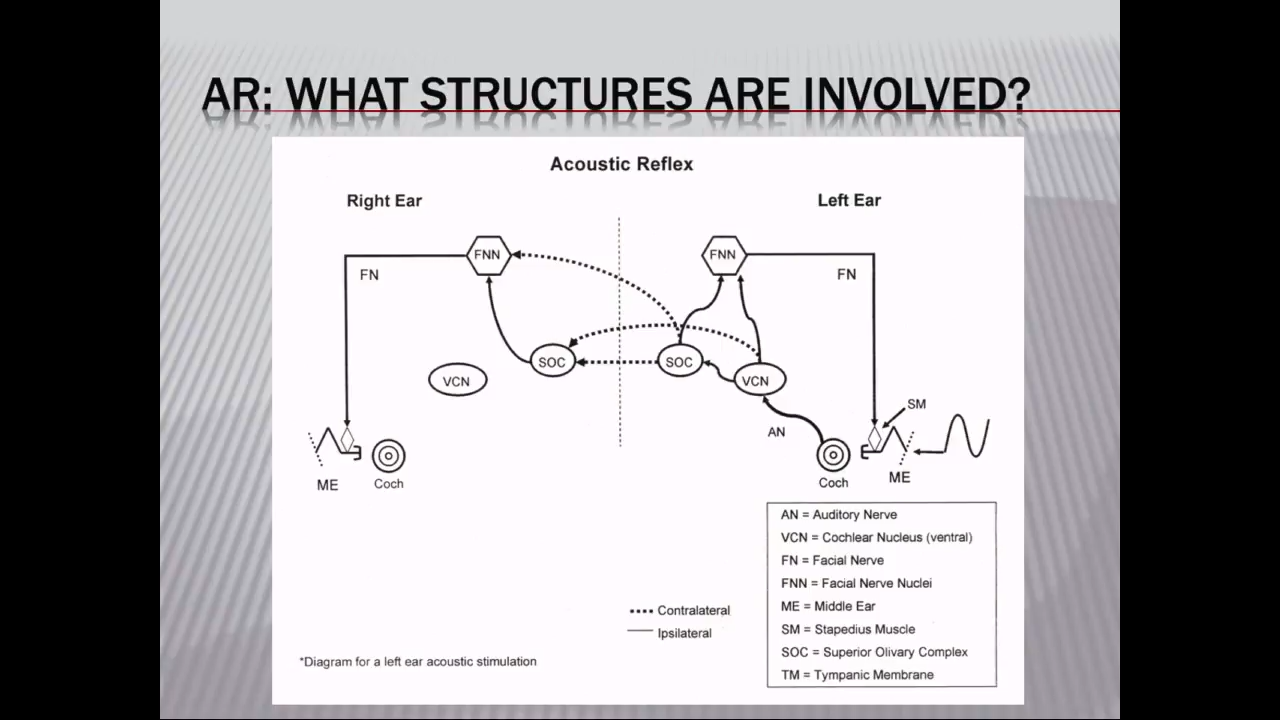 AR: WHAT STRUCTURES ARE INVOLVED?
Acoustic Reflex
Right Ear
Left Ear
FNN
FNN
FN
FN
SOC
SOC
VCN
VCN
SM
AN
ME
Coch
Coch
ME
AN = Auditory Nerve
VCN = Cochlear Nucleus (ventral)
FN = Facial Nerve
FNN = Facial Nerve Nuclei
ME = Middle Ear
SM = Stapedius Muscle
SOC = Superior Olivary Complex
TM = Tympanic Membrane
Contralateral
Ipsilateral
*Diagram for a left ear acoustic stimulation